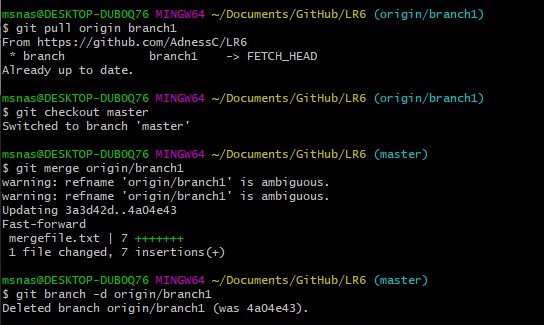 msnas@DESKTOP-DUBOQ76 MINGW64 ~/Documents/GitHub/LR6 (origin/branch1)
$ git pull origin branch1
From https://github.com/AdnessC/LR6
 * branch            branch1    -> FETCH_HEAD
Already up to date.

msnas@DESKTOP-DUBOQ76 MINGW64 ~/Documents/GitHub/LR6 (origin/branch1)
$ git checkout master
Switched to branch 'master'

msnas@DESKTOP-DUBOQ76 MINGW64 ~/Documents/GitHub/LR6 (master)
$ git merge origin/branch1
warning: refname 'origin/branch1' is ambiguous.
warning: refname 'origin/branch1' is ambiguous.
Updating 3a3d42d..4a04e43
Fast-forward
 mergefile.txt | 7 +++++++
 1 file changed, 7 insertions(+)

msnas@DESKTOP-DUBOQ76 MINGW64 ~/Documents/GitHub/LR6 (master)
$ git branch -d origin/branch1
Deleted branch origin/branch1 (was 4a04e43).